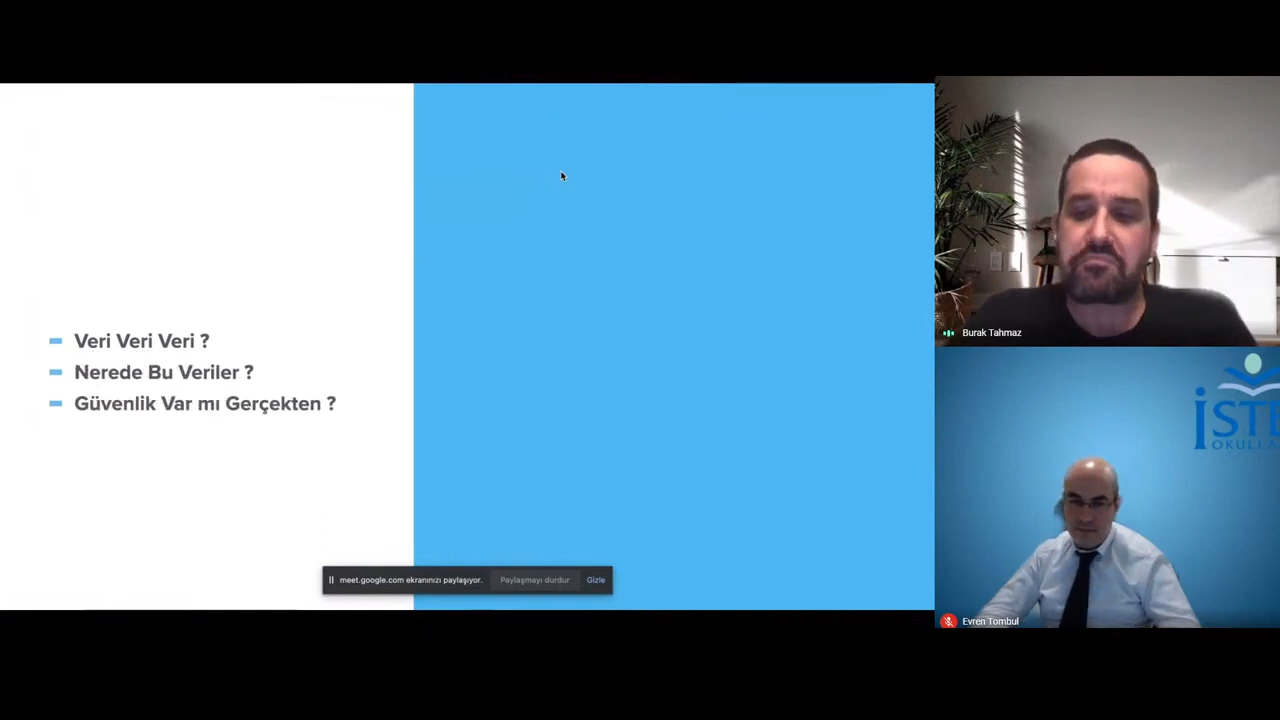 Veri Veri Veri ?
Nerede Bu Veriler ?
Güvenlik Var mı Gerçekten ?
meet.google.com ekranınızı paylaşıyor.
Paylaşmayı durdur
Gizle
Burak Tahmaz
Evren Tombul